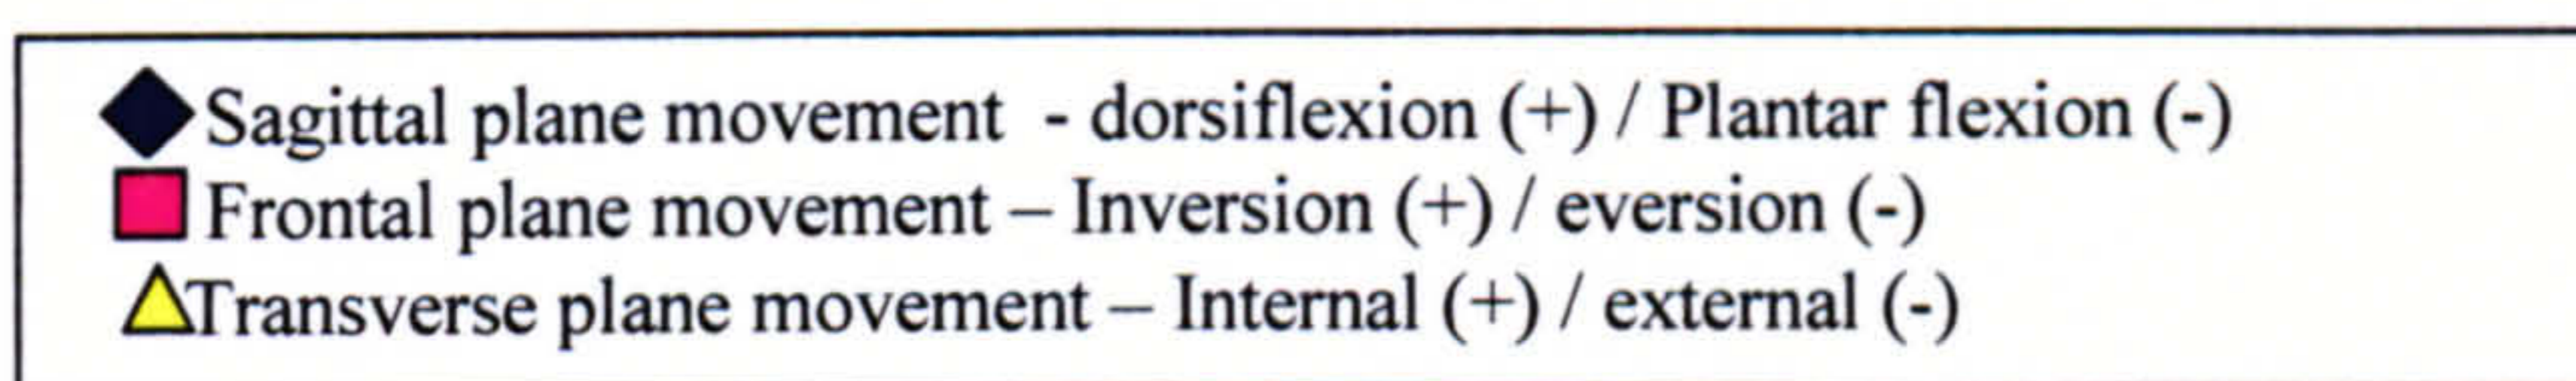 Sagittal plane movement - dorsiflexion (+) / Plantar flexion (-)
Frontal plane movement – Inversion (+) / eversion (-)
Transverse plane movement – Internal (+) / external (-)